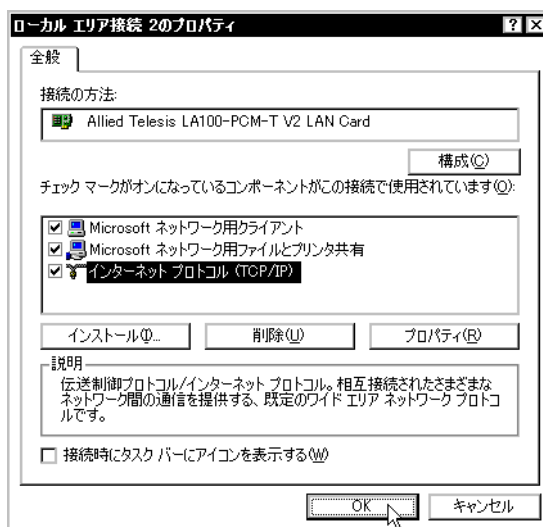 ローカル エリア接続 2のプロパティ
全般
接続の方法:
Allied Telesis LA100-PCM-T V2 LAN Card
構成(C)
チェック マークがオンになっているコンポーネントがこの接続で使用されています(O):
Microsoft ネットワーク用クライアント
Microsoft ネットワーク用ファイルとプリンタ共有
インターネット プロトコル (TCP/IP)
インストール(I)... 削除(U) プロパティ(R)
説明
伝送制御プロトコル/インターネット プロトコル。相互接続されたさまざまな
ネットワーク間の通信を提供する、既定のワイド エリア ネットワーク プロトコ
ルです。
接続時にタスク バーにアイコンを表示する(W)
OK キャンセル